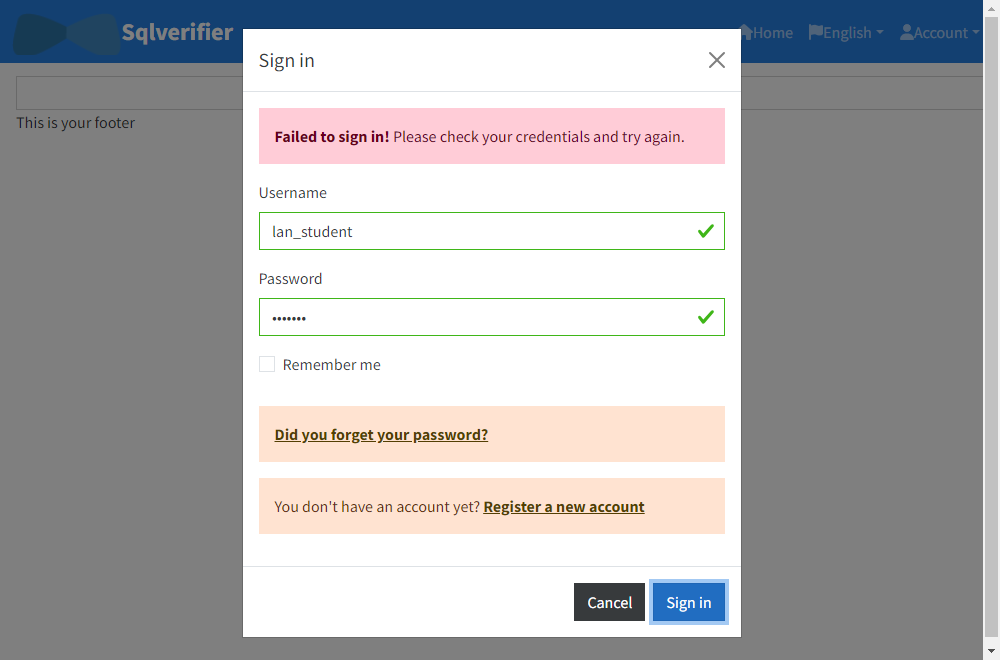 Sqlverifier
Home English Account
Sign in
Failed to sign in! Please check your credentials and try again.
Username
lan_student
Password
•••••••
Remember me
Did you forget your password?
You don't have an account yet? Register a new account
Cancel Sign in
This is your footer